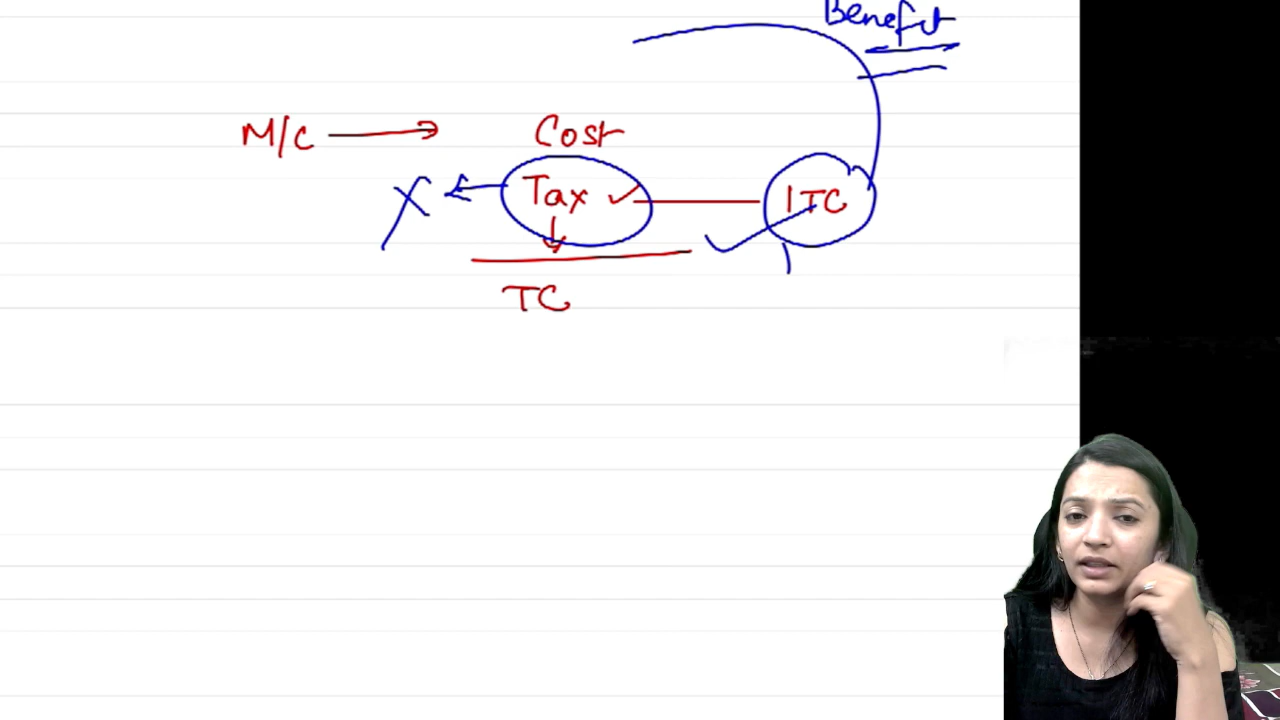 Benefit
M/C → Cost
X ← Tax ✓ ITC ✓
TC